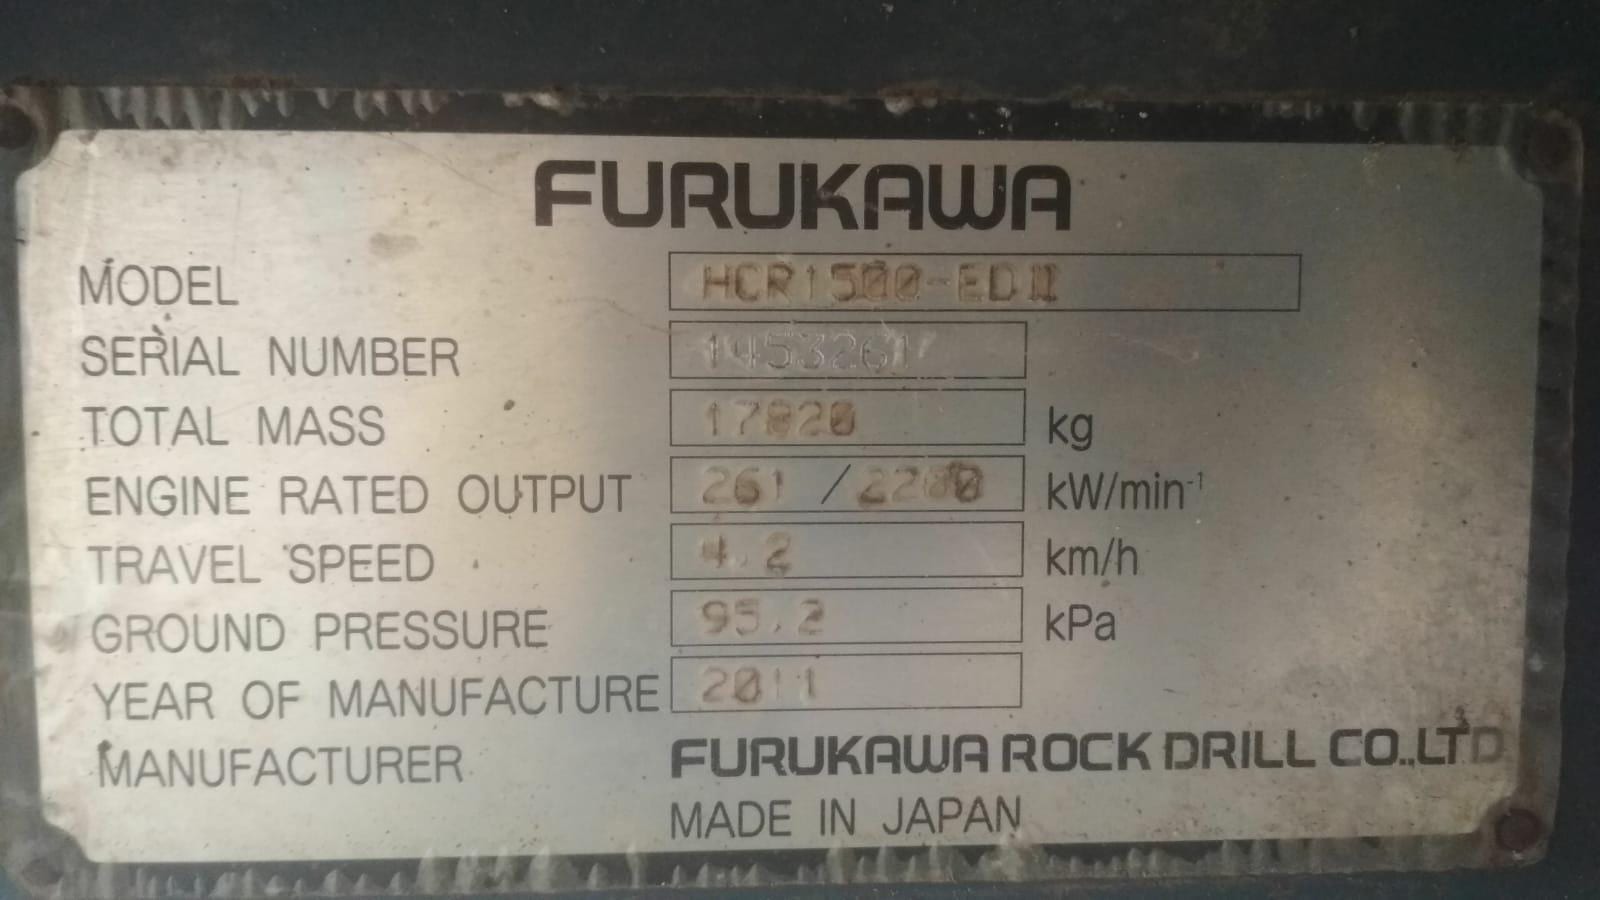 FURUKAWA
MODEL HCR1500-EDⅡ
SERIAL NUMBER
TOTAL MASS 17820 kg
ENGINE RATED OUTPUT 261 / 2200 kW/min⁻¹
TRAVEL SPEED 4.2 km/h
GROUND PRESSURE 95.2 kPa
YEAR OF MANUFACTURE 2011
MANUFACTURER FURUKAWA ROCK DRILL CO.,LTD
MADE IN JAPAN